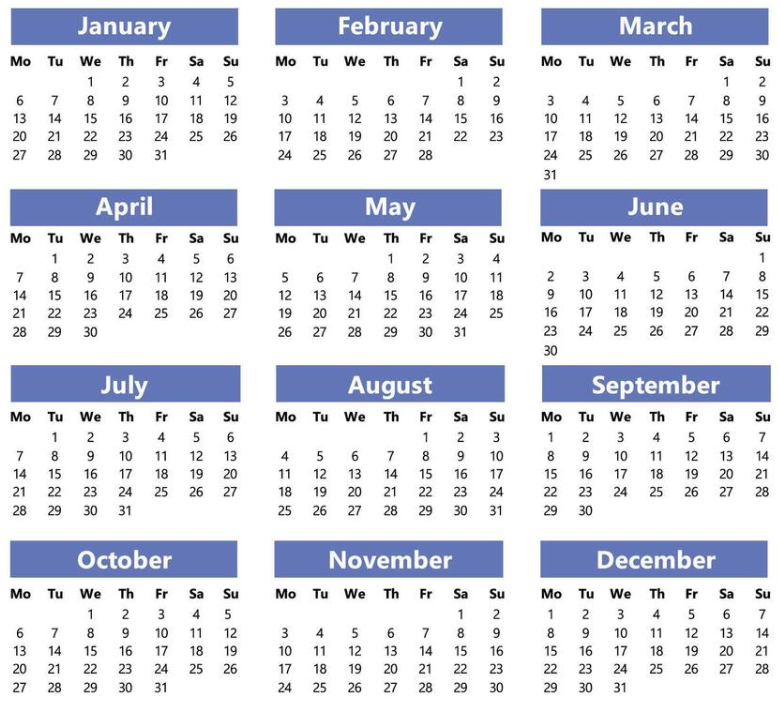 January
Mo Tu We Th Fr Sa Su
1 2 3 4 5
6 7 8 9 10 11 12
13 14 15 16 17 18 19
20 21 22 23 24 25 26
27 28 29 30 31
February
Mo Tu We Th Fr Sa Su
1 2
3 4 5 6 7 8 9
10 11 12 13 14 15 16
17 18 19 20 21 22 23
24 25 26 27 28
March
Mo Tu We Th Fr Sa Su
1 2
3 4 5 6 7 8 9
10 11 12 13 14 15 16
17 18 19 20 21 22 23
24 25 26 27 28 29 30
31
April
Mo Tu We Th Fr Sa Su
1 2 3 4 5 6
7 8 9 10 11 12 13
14 15 16 17 18 19 20
21 22 23 24 25 26 27
28 29 30
May
Mo Tu We Th Fr Sa Su
1 2 3 4
5 6 7 8 9 10 11
12 13 14 15 16 17 18
19 20 21 22 23 24 25
26 27 28 29 30 31
June
Mo Tu We Th Fr Sa Su
1
2 3 4 5 6 7 8
9 10 11 12 13 14 15
16 17 18 19 20 21 22
23 24 25 26 27 28 29
30
July
Mo Tu We Th Fr Sa Su
1 2 3 4 5 6
7 8 9 10 11 12 13
14 15 16 17 18 19 20
21 22 23 24 25 26 27
28 29 30 31
August
Mo Tu We Th Fr Sa Su
1 2 3
4 5 6 7 8 9 10
11 12 13 14 15 16 17
18 19 20 21 22 23 24
25 26 27 28 29 30 31
September
Mo Tu We Th Fr Sa Su
1 2 3 4 5 6 7
8 9 10 11 12 13 14
15 16 17 18 19 20 21
22 23 24 25 26 27 28
29 30
October
Mo Tu We Th Fr Sa Su
1 2 3 4 5
6 7 8 9 10 11 12
13 14 15 16 17 18 19
20 21 22 23 24 25 26
27 28 29 30 31
November
Mo Tu We Th Fr Sa Su
1 2
3 4 5 6 7 8 9
10 11 12 13 14 15 16
17 18 19 20 21 22 23
24 25 26 27 28 29 30
December
Mo Tu We Th Fr Sa Su
1 2 3 4 5 6 7
8 9 10 11 12 13 14
15 16 17 18 19 20 21
22 23 24 25 26 27 28
29 30 31